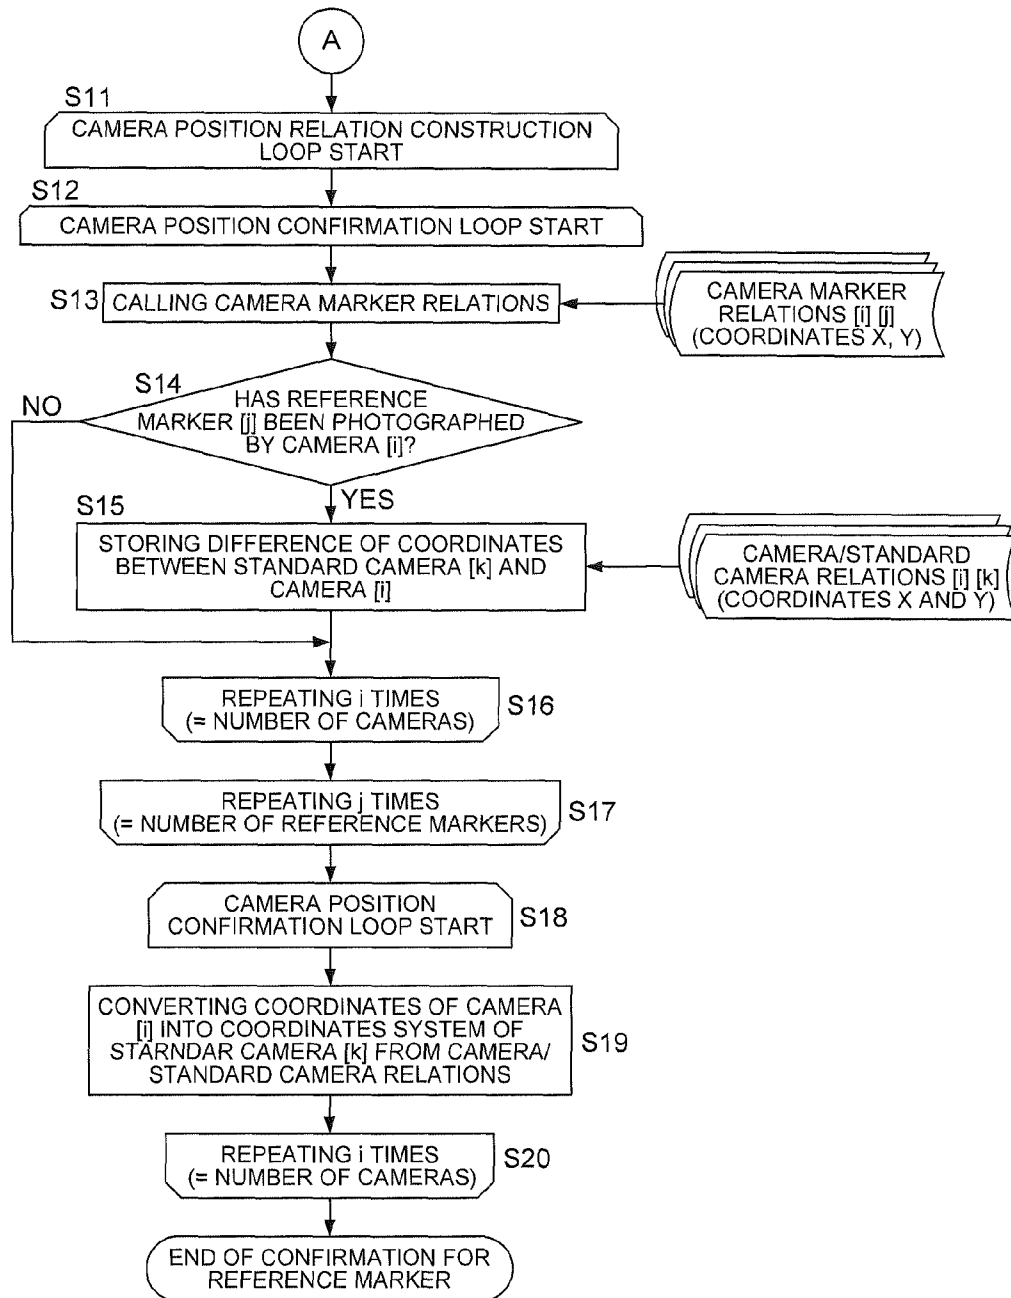 A
S11
CAMERA POSITION RELATION CONSTRUCTION
LOOP START
S12
CAMERA POSITION CONFIRMATION LOOP START
S13
CALLING CAMERA MARKER RELATIONS
CAMERA MARKER
RELATIONS [i] [j]
(COORDINATES X, Y)
S14
NO
HAS REFERENCE
MARKER [j] BEEN PHOTOGRAPHED
BY CAMERA [i]?
YES
S15
STORING DIFFERENCE OF COORDINATES
BETWEEN STANDARD CAMERA [k] AND
CAMERA [i]
CAMERA/STANDARD
CAMERA RELATIONS [i] [k]
(COORDINATES X AND Y)
REPEATING i TIMES
(= NUMBER OF CAMERAS)
S16
REPEATING j TIMES
(= NUMBER OF REFERENCE MARKERS)
S17
CAMERA POSITION
CONFIRMATION LOOP START
S18
CONVERTING COORDINATES OF CAMERA
[i] INTO COORDINATES SYSTEM OF
STARNDAR CAMERA [k] FROM CAMERA/
STANDARD CAMERA RELATIONS
S19
REPEATING i TIMES
(= NUMBER OF CAMERAS)
S20
END OF CONFIRMATION FOR
REFERENCE MARKER